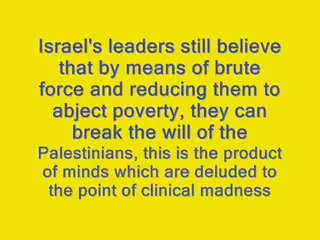 Israel's leaders still believe
that by means of brute
force and reducing them to
abject poverty, they can
break the will of the
Palestinians, this is the product
of minds which are deluded to
the point of clinical madness